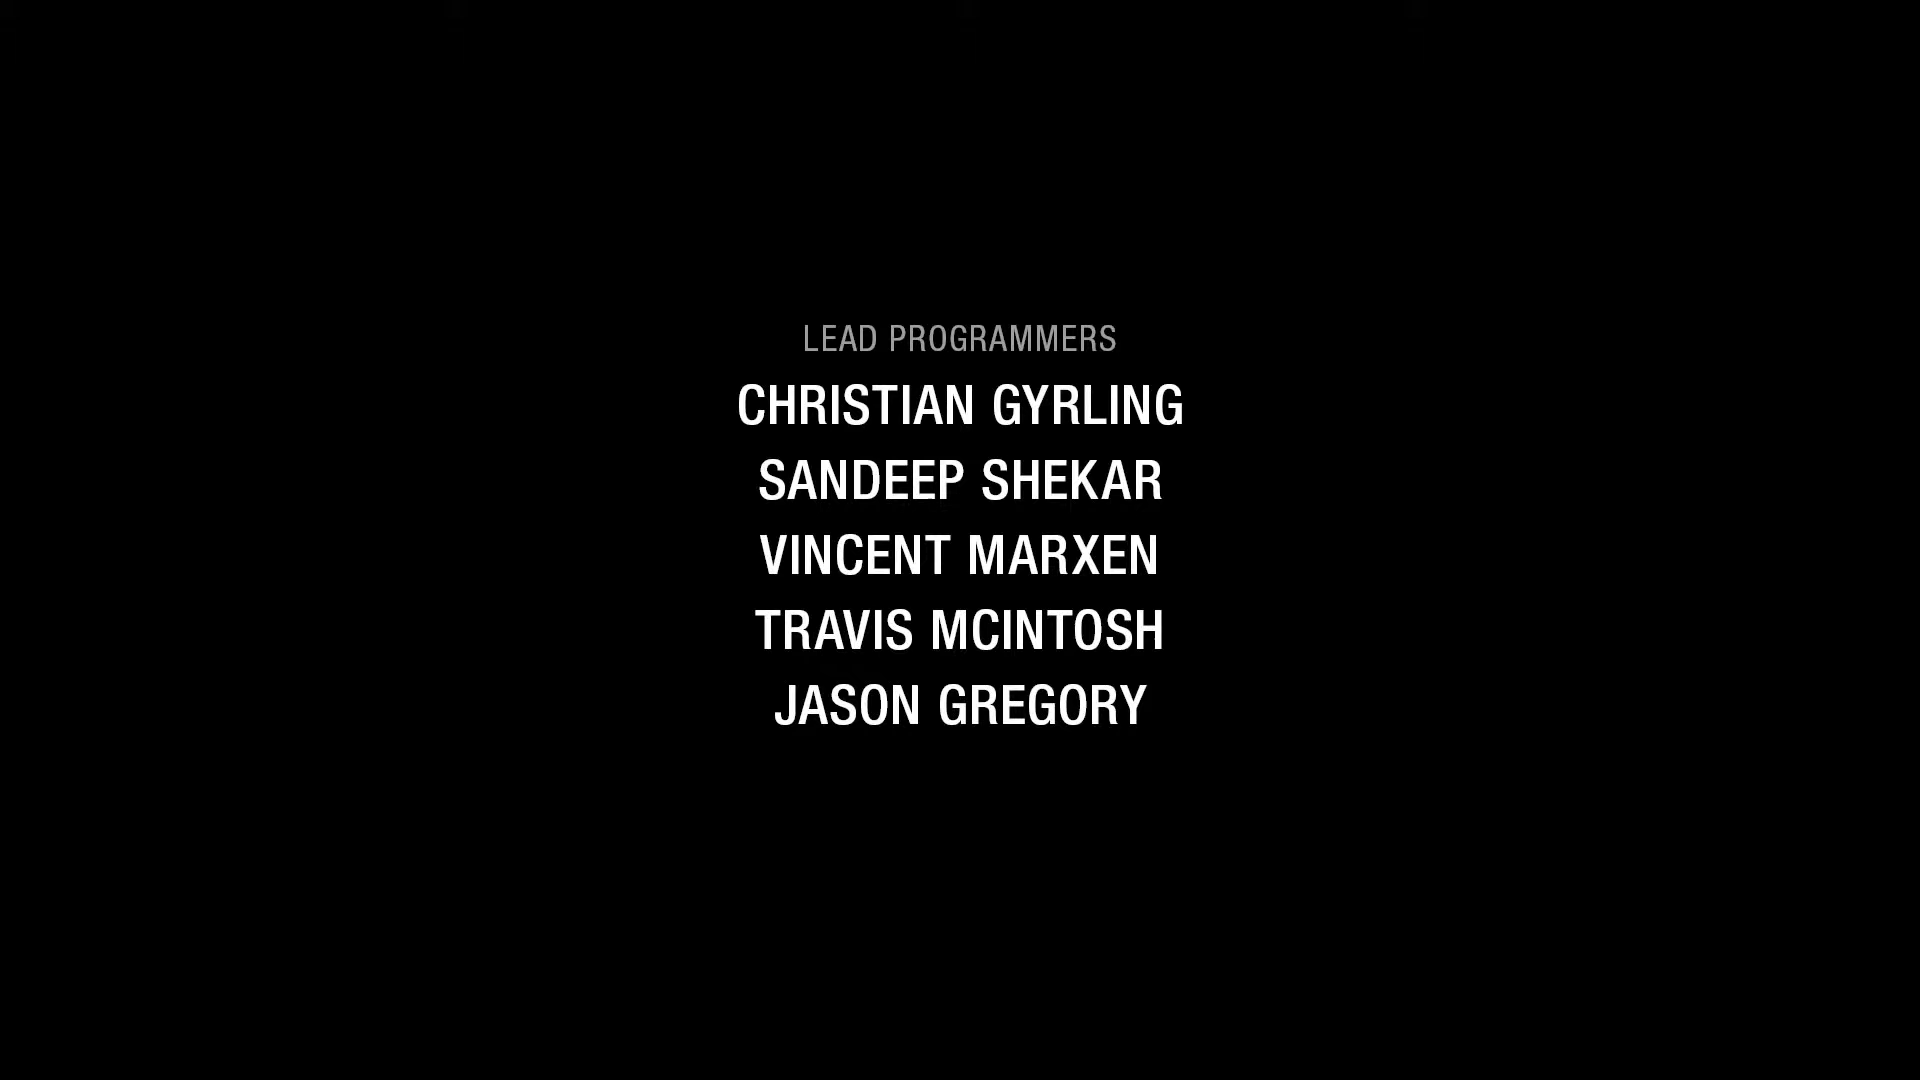 LEAD PROGRAMMERS
CHRISTIAN GYRLING
SANDEEP SHEKAR
VINCENT MARXEN
TRAVIS MCINTOSH
JASON GREGORY